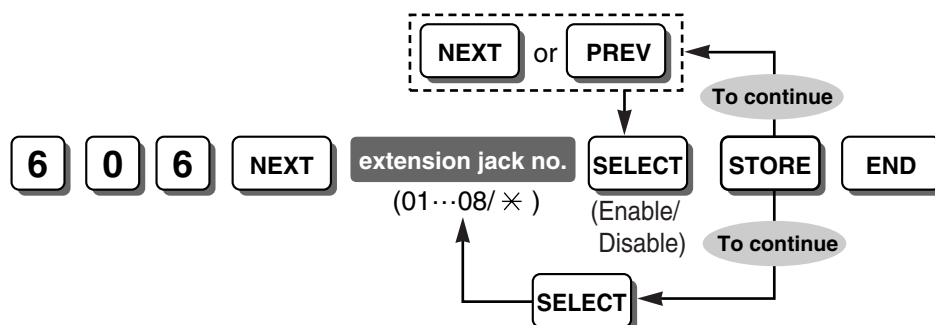 NEXT or PREV
To continue
6 0 6 NEXT extension jack no. SELECT STORE END
(01···08/ ✳ ) (Enable/
Disable) To continue
SELECT